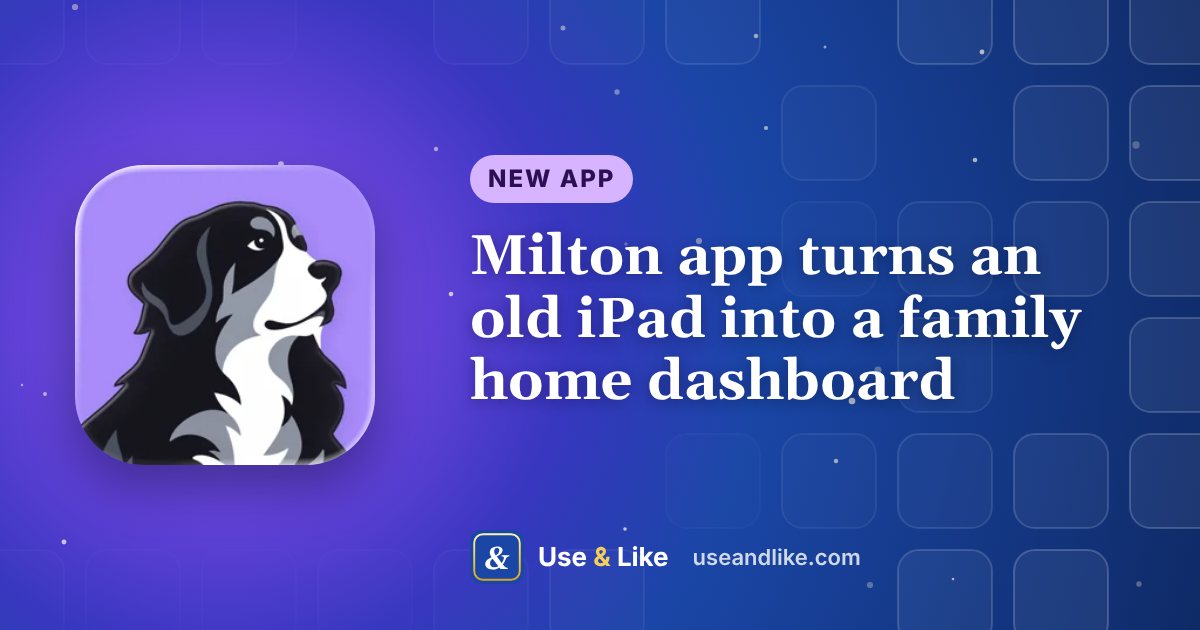 NEW APP
Milton app turns an
old iPad into a family
home dashboard
& Use & Like useandlike.com